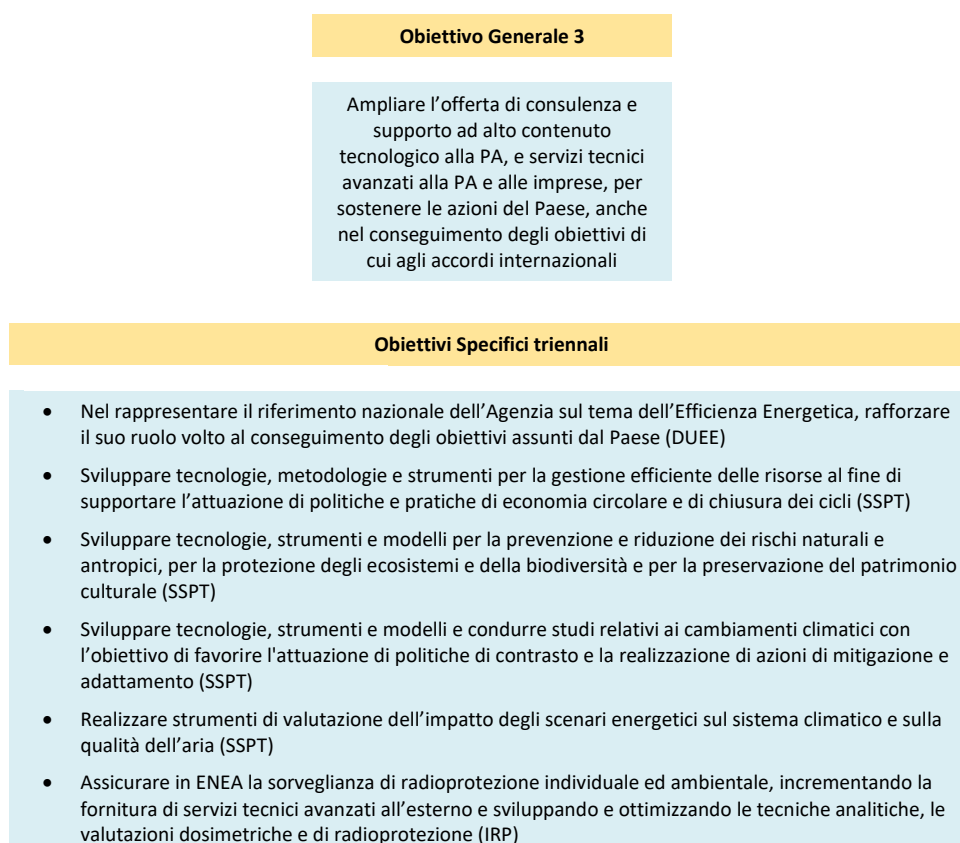 Obiettivo Generale 3
Ampliare l’offerta di consulenza e
supporto ad alto contenuto
tecnologico alla PA, e servizi tecnici
avanzati alla PA e alle imprese, per
sostenere le azioni del Paese, anche
nel conseguimento degli obiettivi di
cui agli accordi internazionali
Obiettivi Specifici triennali
• Nel rappresentare il riferimento nazionale dell’Agenzia sul tema dell’Efficienza Energetica, rafforzare
il suo ruolo volto al conseguimento degli obiettivi assunti dal Paese (DUEE)
• Sviluppare tecnologie, metodologie e strumenti per la gestione efficiente delle risorse al fine di
supportare l’attuazione di politiche e pratiche di economia circolare e di chiusura dei cicli (SSPT)
• Sviluppare tecnologie, strumenti e modelli per la prevenzione e riduzione dei rischi naturali e
antropici, per la protezione degli ecosistemi e della biodiversità e per la preservazione del patrimonio
culturale (SSPT)
• Sviluppare tecnologie, strumenti e modelli e condurre studi relativi ai cambiamenti climatici con
l’obiettivo di favorire l'attuazione di politiche di contrasto e la realizzazione di azioni di mitigazione e
adattamento (SSPT)
• Realizzare strumenti di valutazione dell’impatto degli scenari energetici sul sistema climatico e sulla
qualità dell’aria (SSPT)
• Assicurare in ENEA la sorveglianza di radioprotezione individuale ed ambientale, incrementando la
fornitura di servizi tecnici avanzati all’esterno e sviluppando e ottimizzando le tecniche analitiche, le
valutazioni dosimetriche e di radioprotezione (IRP)